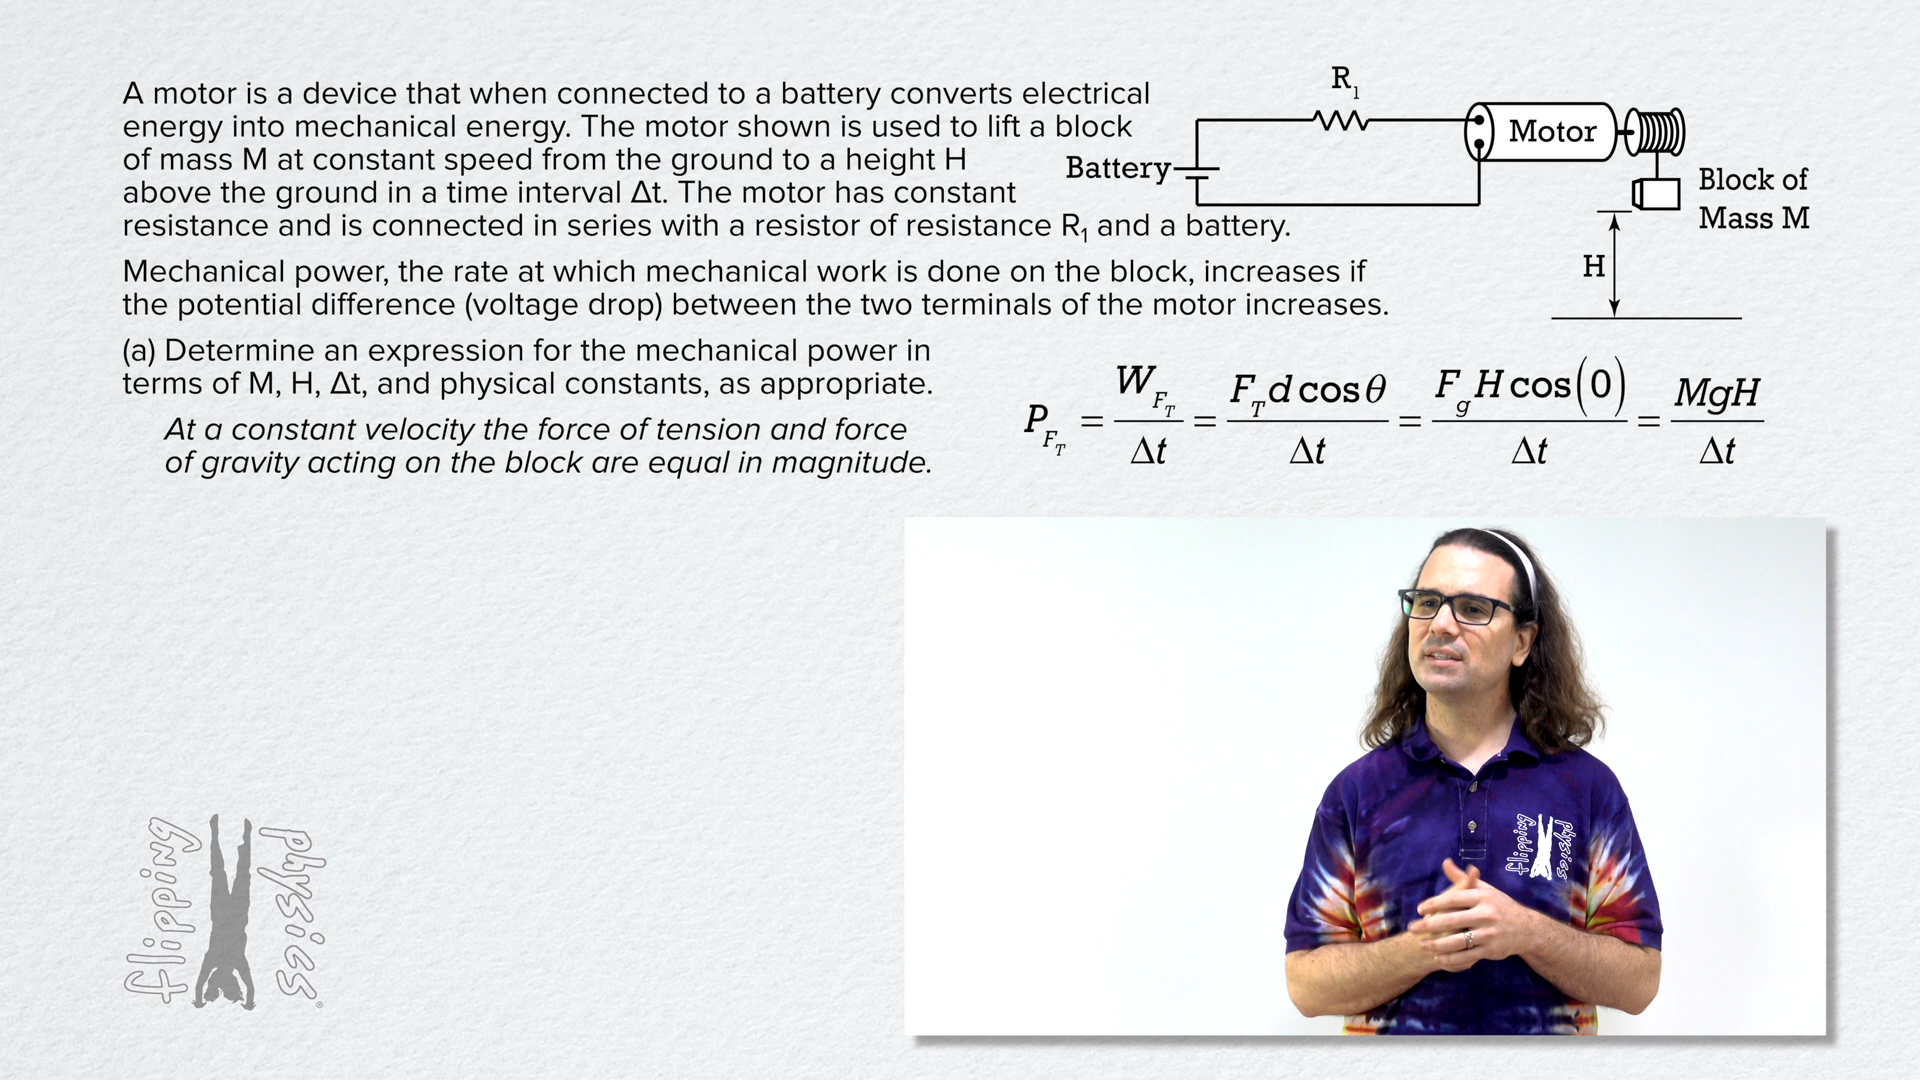 A motor is a device that when connected to a battery converts electrical
energy into mechanical energy. The motor shown is used to lift a block
of mass M at constant speed from the ground to a height H
above the ground in a time interval Δt. The motor has constant
resistance and is connected in series with a resistor of resistance R₁ and a battery.
R₁
Battery
Motor
Block of
Mass M
H
Mechanical power, the rate at which mechanical work is done on the block, increases if
the potential difference (voltage drop) between the two terminals of the motor increases.
(a) Determine an expression for the mechanical power in
terms of M, H, Δt, and physical constants, as appropriate.
At a constant velocity the force of tension and force
of gravity acting on the block are equal in magnitude.
P_{F_T} = W_{F_T}/Δt = F_T d cosθ/Δt = F_g H cos(0)/Δt = MgH/Δt
flipping
physics®
flipping
physics